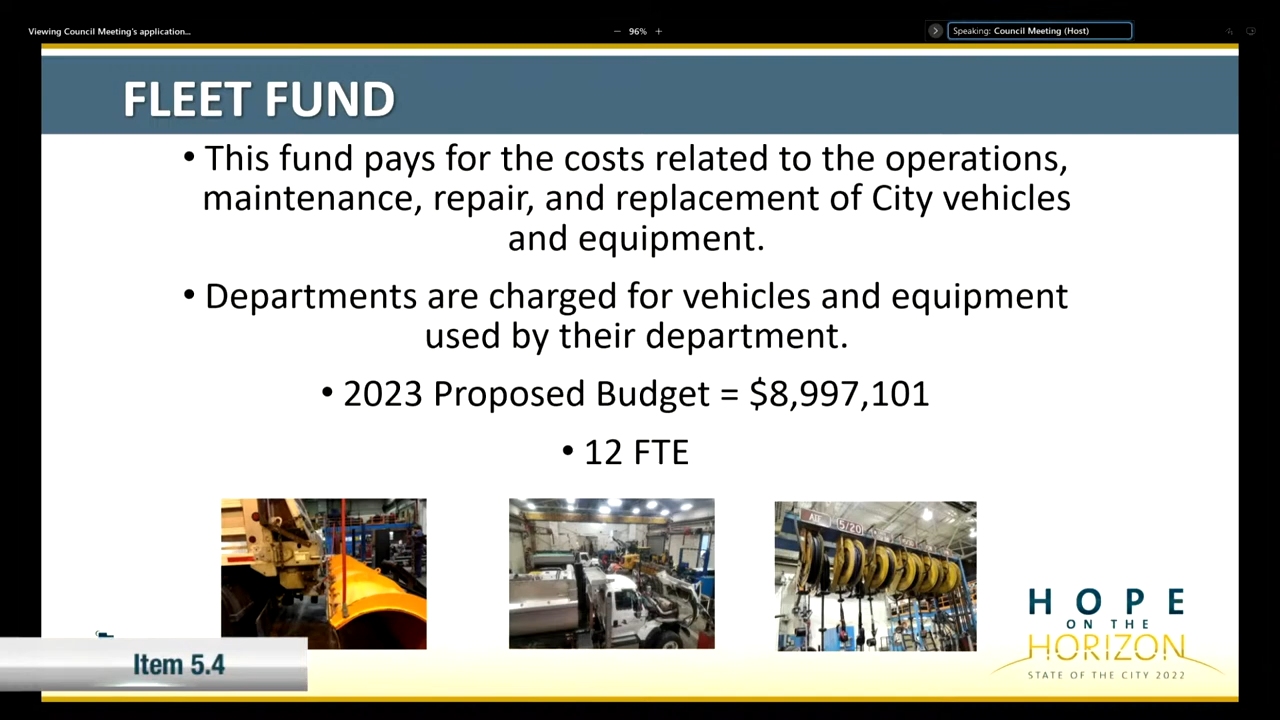 Viewing Council Meeting's application...
96%
Speaking: Council Meeting (Host)
FLEET FUND
• This fund pays for the costs related to the operations,
maintenance, repair, and replacement of City vehicles
and equipment.
• Departments are charged for vehicles and equipment
used by their department.
• 2023 Proposed Budget = $8,997,101
• 12 FTE
5/20
HOPE
ON THE
HORIZON
STATE OF THE CITY 2022
Item 5.4